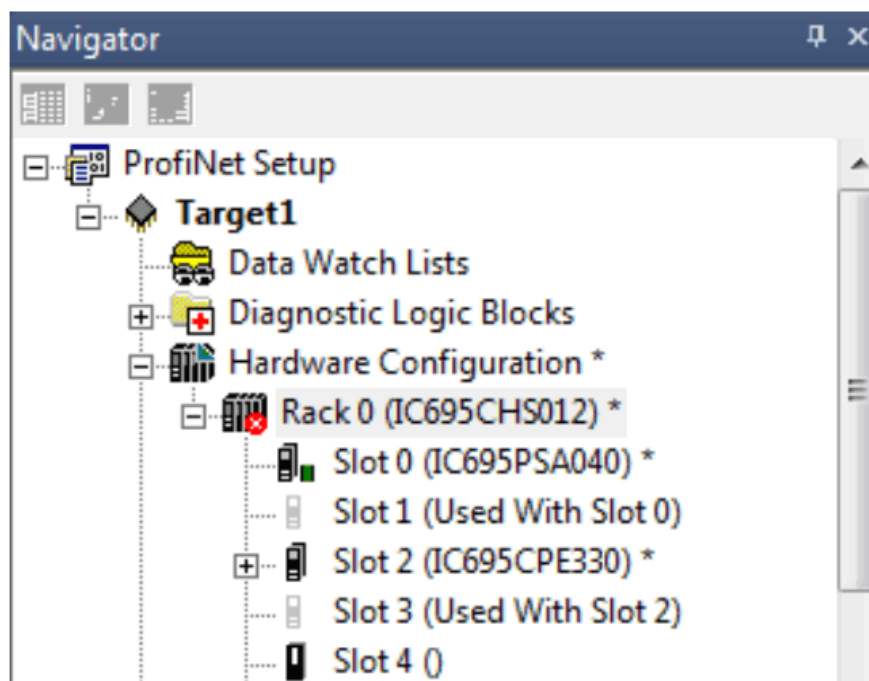 Navigator
ProfiNet Setup
Target1
Data Watch Lists
Diagnostic Logic Blocks
Hardware Configuration *
Rack 0 (IC695CHS012) *
Slot 0 (IC695PSA040) *
Slot 1 (Used With Slot 0)
Slot 2 (IC695CPE330) *
Slot 3 (Used With Slot 2)
Slot 4 ()